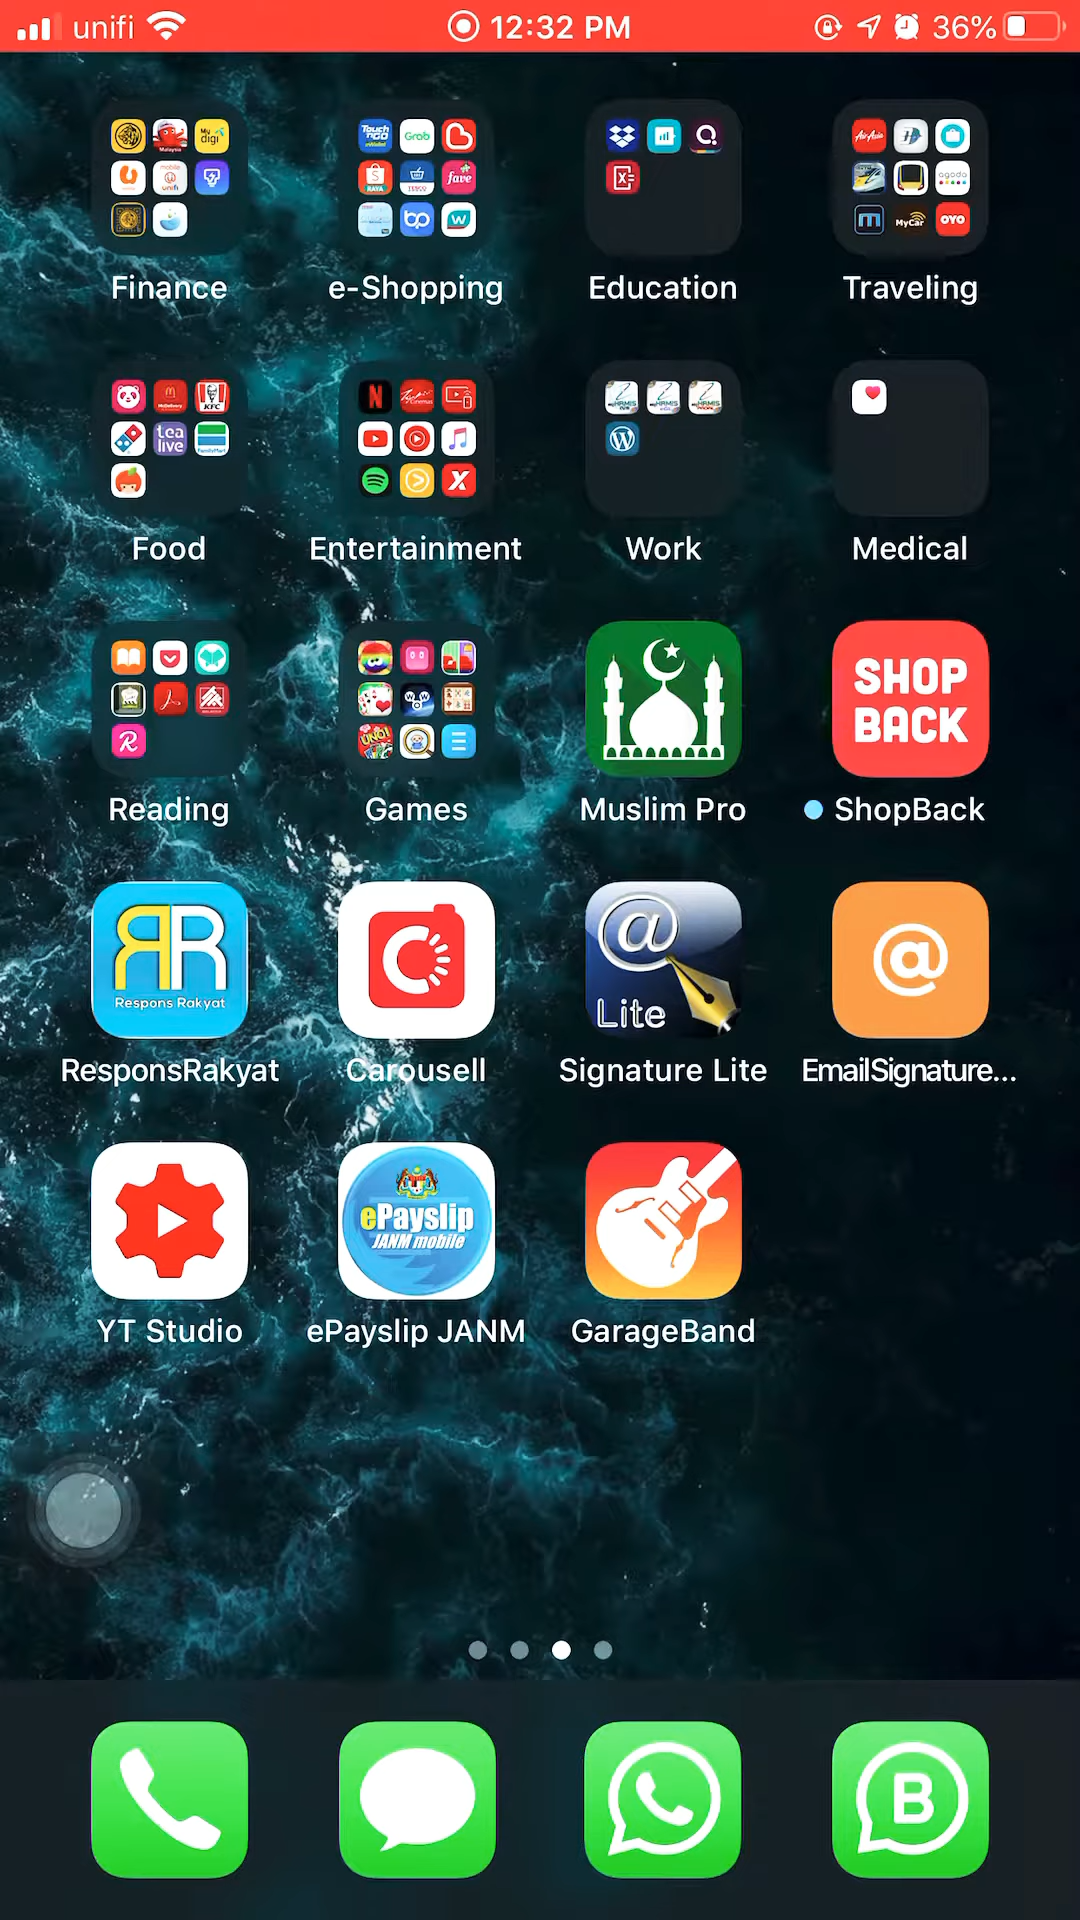 unifi 12:32 PM 36%
Finance e-Shopping Education Traveling
Food Entertainment Work Medical
SHOP
BACK
Reading Games Muslim Pro ShopBack
RR
Respons Rakyat
Lite
ResponsRakyat Carousell Signature Lite EmailSignature...
ePayslip
JANM mobile
YT Studio ePayslip JANM GarageBand
B